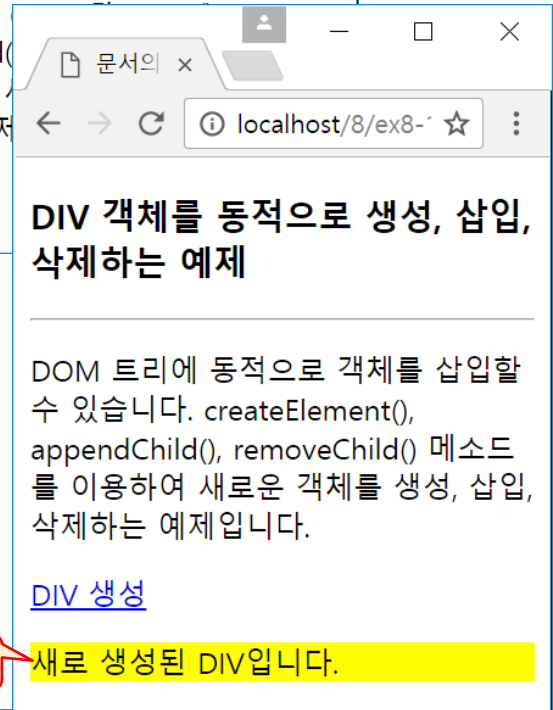 문서의
localhost/8/ex8-1
DIV 객체를 동적으로 생성, 삽입,
삭제하는 예제
DOM 트리에 동적으로 객체를 삽입할
수 있습니다. createElement(),
appendChild(), removeChild() 메소드
를 이용하여 새로운 객체를 생성, 삽입,
삭제하는 예제입니다.
DIV 생성
새로 생성된 DIV입니다.